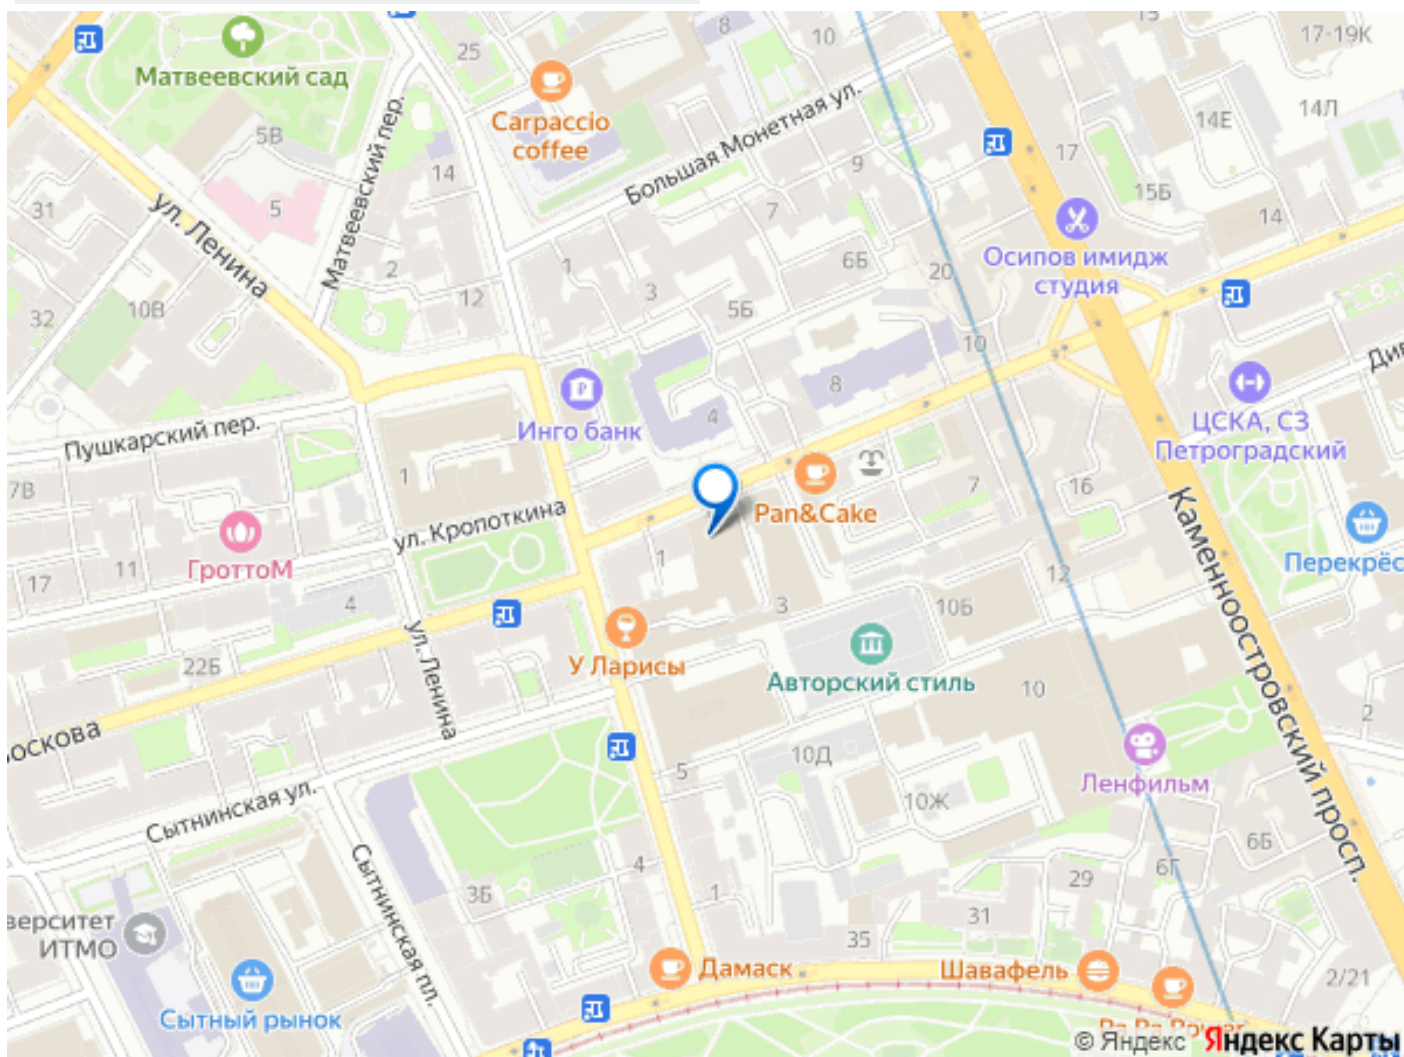 8
10
15
17-19К
Матвеевский сад
25
Carpaccio
coffee
14Е
14Л
Большая Монетная ул.
5В
Матвеевский пер.
14
9
17
15Б
31
ул. Ленина
5
7
14
Осипов имидж
студия
2
1
6Б
20
12
3
5Б
10В
32
10
8
Див
ЦСКА, СЗ
Петроградский
Инго банк
4
Пушкарский пер.
1
7В
7
16
Pan&Cake
ул. Кропоткина
Каменноостровский просп.
ГроттоМ
11
17
1
12
Перекрёс
4
3
10Б
У Ларисы
22Б
ул. Ленина
Авторский стиль
10
2
оскова
5
10Д
Ленфильм
Сытнинская ул.
10Ж
6Б
Сытнинская пл.
4
3Б
1
29
6Г
31
верситет
ИТМО
35
Дамаск
Шавафель
2/21
Сытный рынок
© Яндекс Яндекс Карты